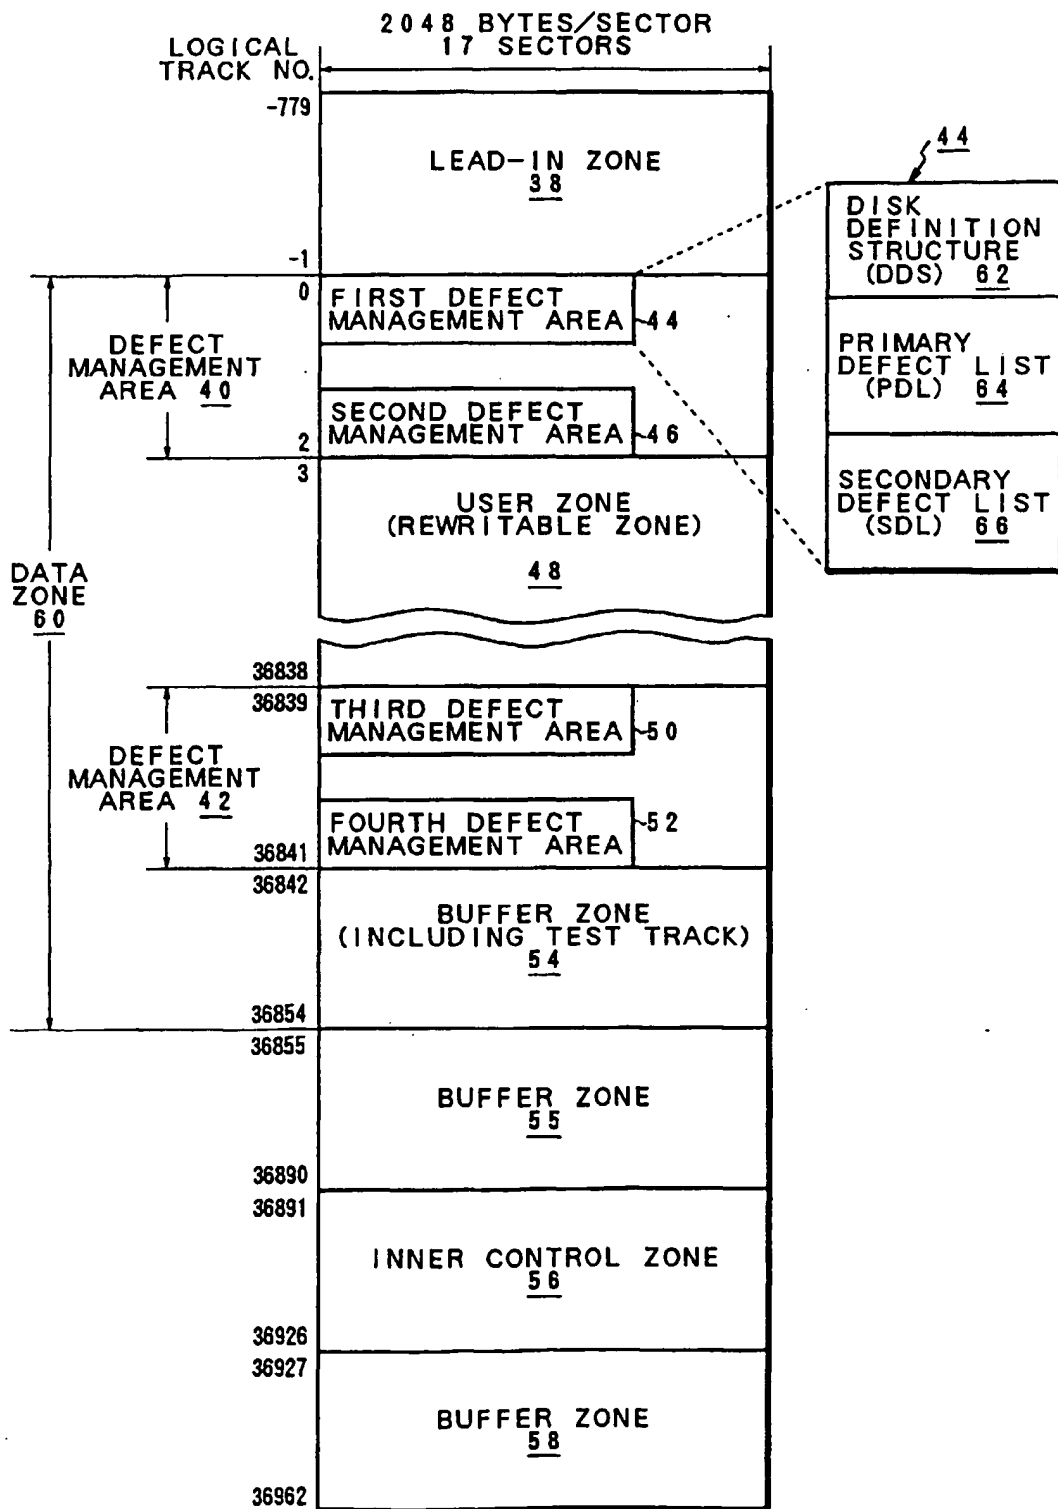 2048 BYTES/SECTOR
17 SECTORS
LOGICAL
TRACK NO.
-779
LEAD-IN ZONE
38
-1
0
FIRST DEFECT
MANAGEMENT AREA
44
DEFECT
MANAGEMENT
AREA 40
SECOND DEFECT
MANAGEMENT AREA
46
2
3
USER ZONE
(REWRITABLE ZONE)
48
44
DISK
DEFINITION
STRUCTURE
(DDS) 62
PRIMARY
DEFECT LIST
(PDL) 64
SECONDARY
DEFECT LIST
(SDL) 66
DATA
ZONE
60
36838
36839
THIRD DEFECT
MANAGEMENT AREA
50
DEFECT
MANAGEMENT
AREA 42
FOURTH DEFECT
MANAGEMENT AREA
52
36841
36842
BUFFER ZONE
(INCLUDING TEST TRACK)
54
36854
36855
BUFFER ZONE
55
36890
36891
INNER CONTROL ZONE
56
36926
36927
BUFFER ZONE
58
36962